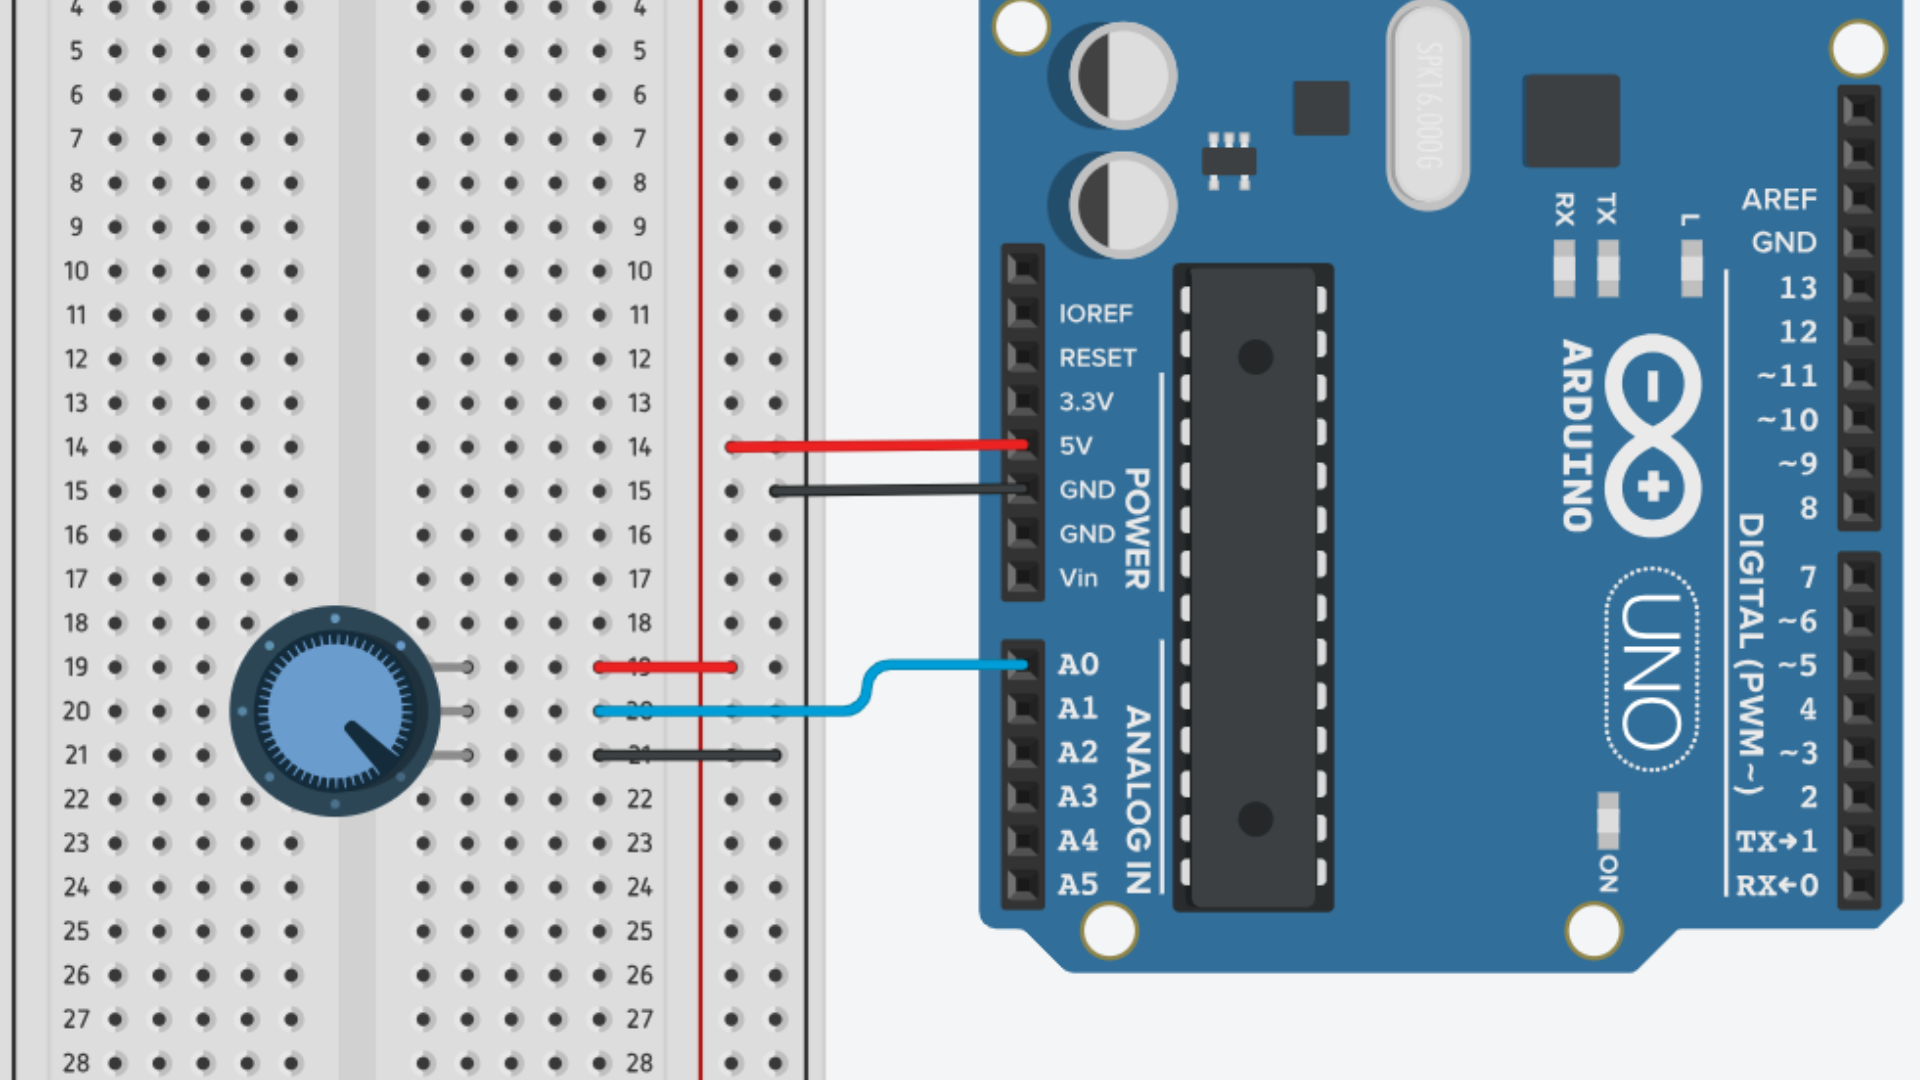 4 4
5 5
6 6
7 7
8 8
9 9
10 10
11 11
12 12
13 13
14 14
15 15
16 16
17 17
18 18
19 19
20 20
21 21
22 22
23 23
24 24
25 25
26 26
27 27
28 28
SPK16.000G
IOREF
RESET
3.3V
5V
GND
GND
Vin
POWER
A0
A1
A2
A3
A4
A5
ANALOG IN
RX
TX
L
ARDUINO
UNO
ON
AREF
GND
13
12
~11
~10
~9
8
7
~6
~5
4
~3
2
TX→1
RX←0
DIGITAL (PWM~)